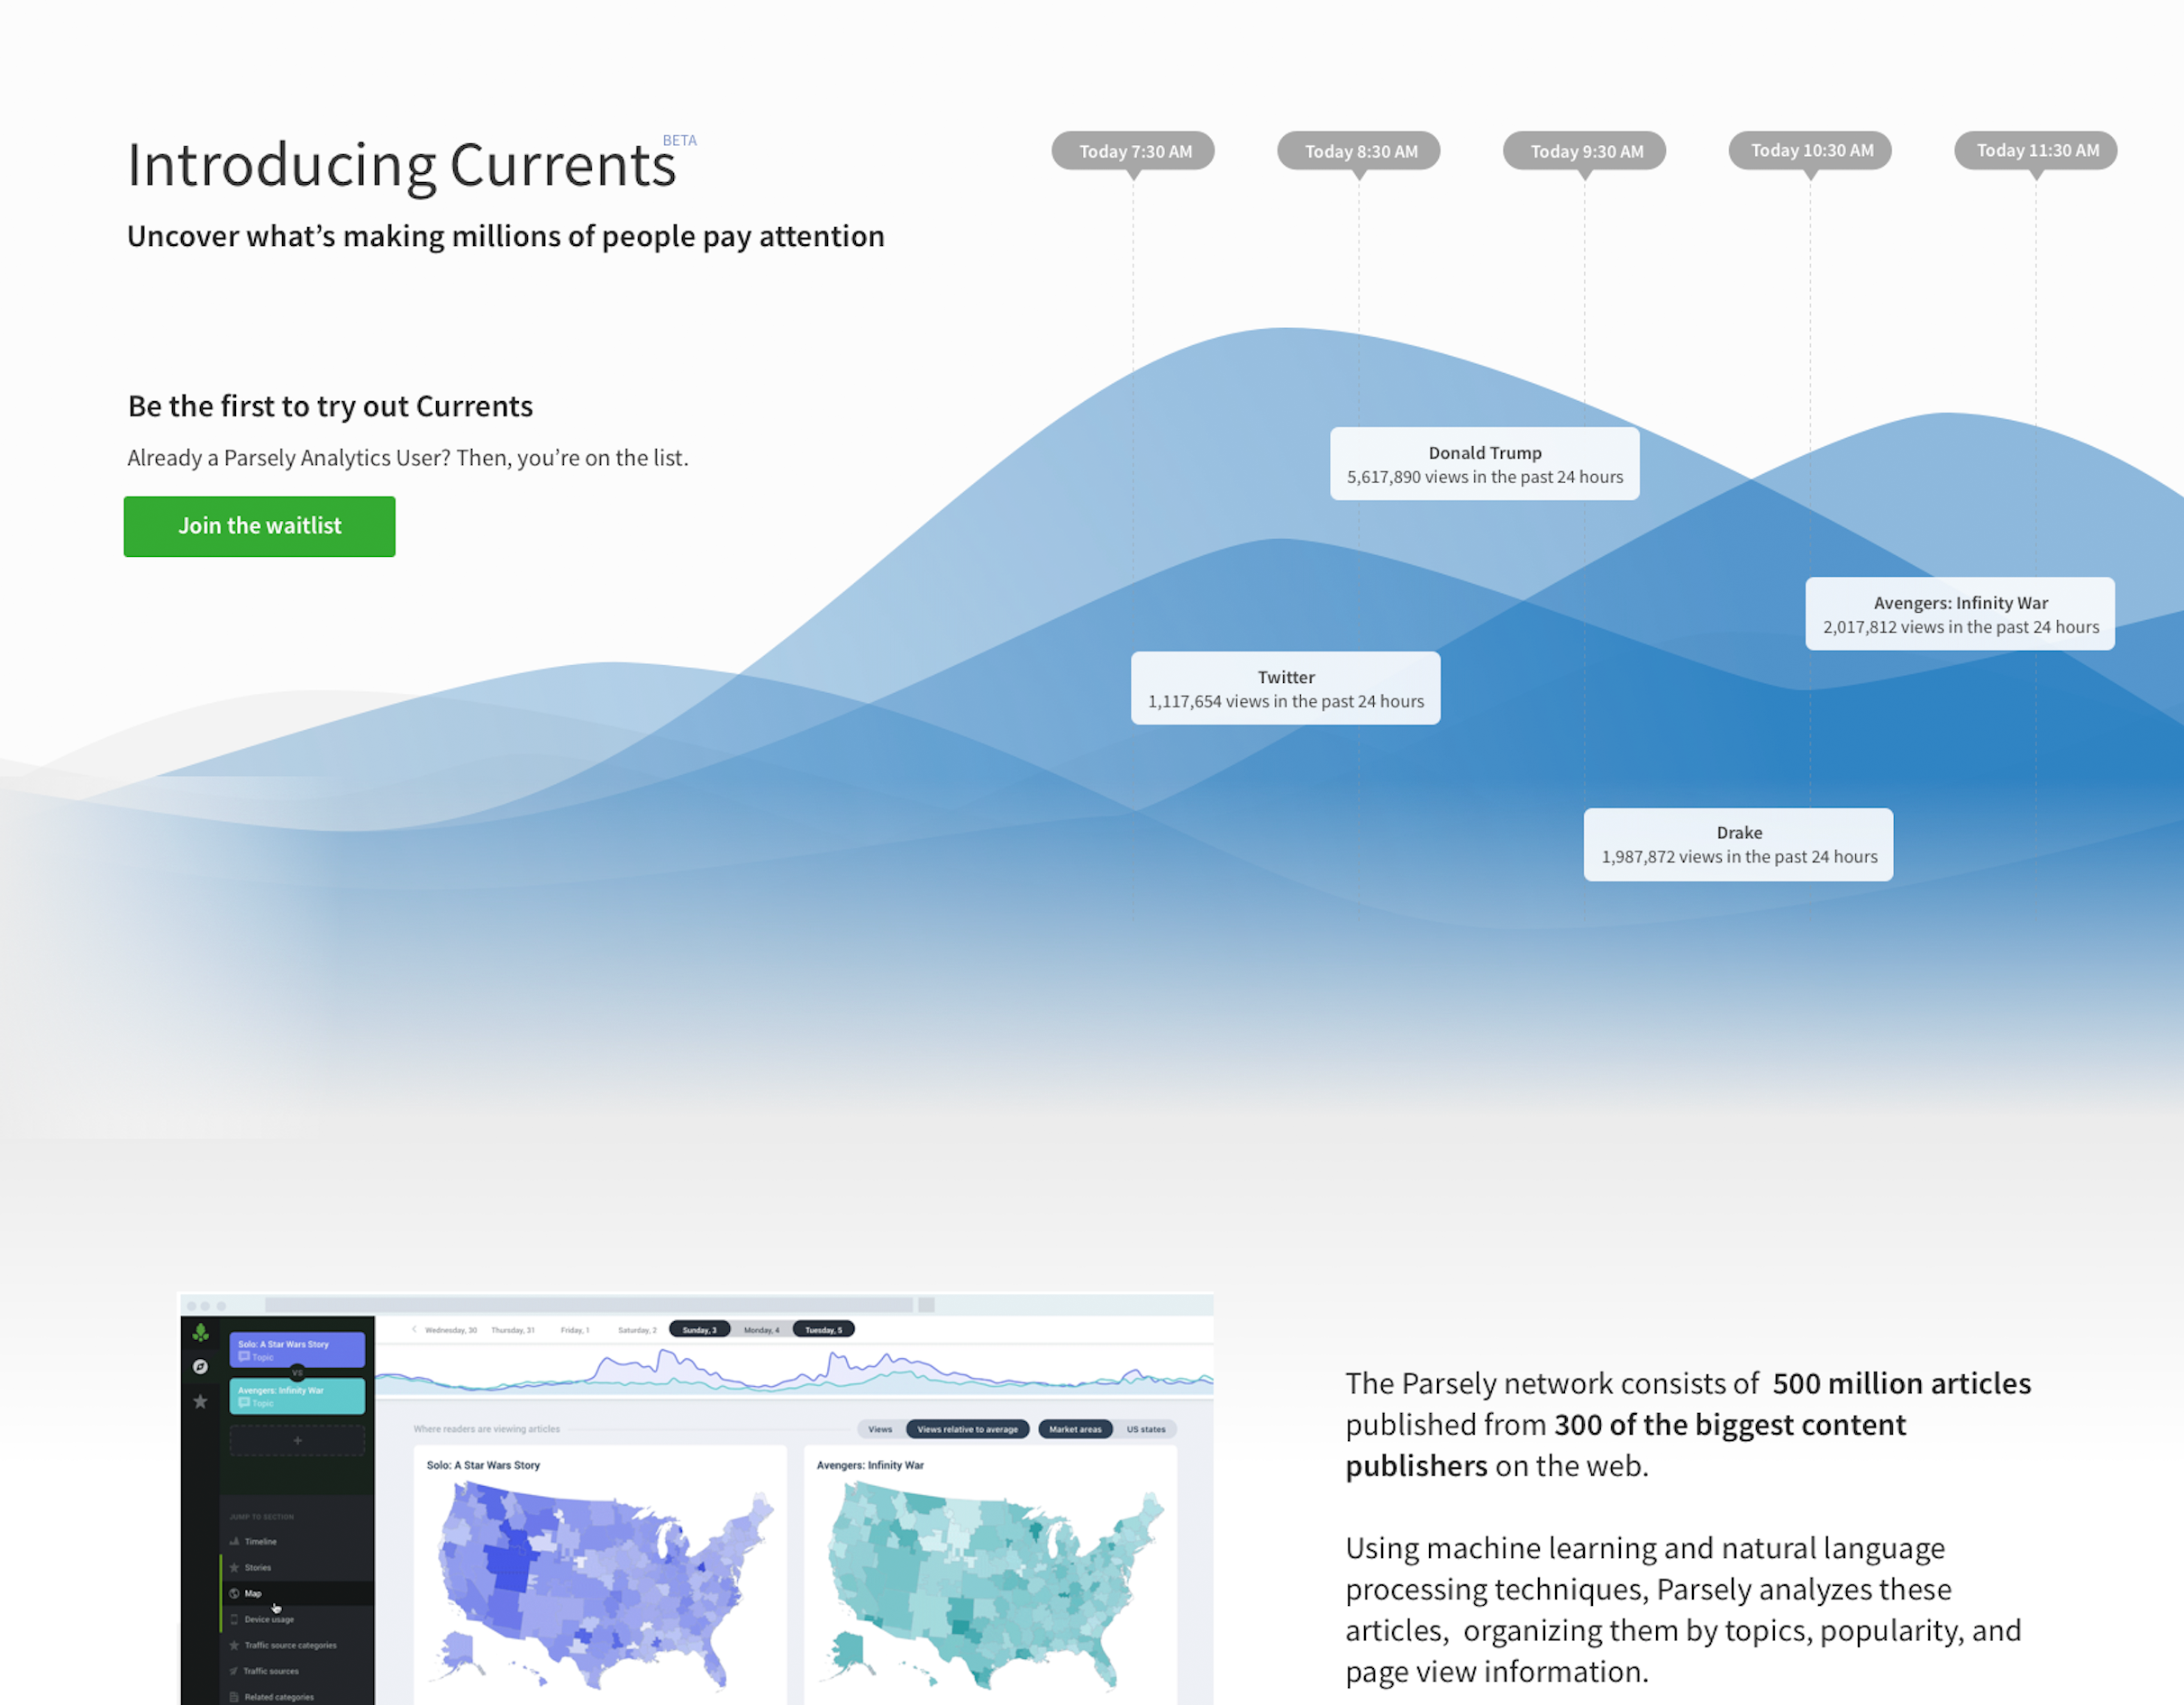 Introducing Currents BETA
Uncover what’s making millions of people pay attention
Be the first to try out Currents
Already a Parsely Analytics User? Then, you’re on the list.
Join the waitlist
Today 7:30 AM
Today 8:30 AM
Today 9:30 AM
Today 10:30 AM
Today 11:30 AM
Donald Trump
5,617,890 views in the past 24 hours
Avengers: Infinity War
2,017,812 views in the past 24 hours
Twitter
1,117,654 views in the past 24 hours
Drake
1,987,872 views in the past 24 hours
Solo: A Star Wars Story
Topic
VS
Avengers: Infinity War
Topic
+
JUMP TO SECTION
Timeline
Stories
Map
Device usage
Traffic source categories
Traffic sources
Related categories
Wednesday, 30
Thursday, 31
Friday, 1
Saturday, 2
Sunday, 3
Monday, 4
Tuesday, 5
Where readers are viewing articles
Views
Views relative to average
Market areas
US states
Solo: A Star Wars Story
Avengers: Infinity War
The Parsely network consists of 500 million articles
published from 300 of the biggest content
publishers on the web.
Using machine learning and natural language
processing techniques, Parsely analyzes these
articles, organizing them by topics, popularity, and
page view information.